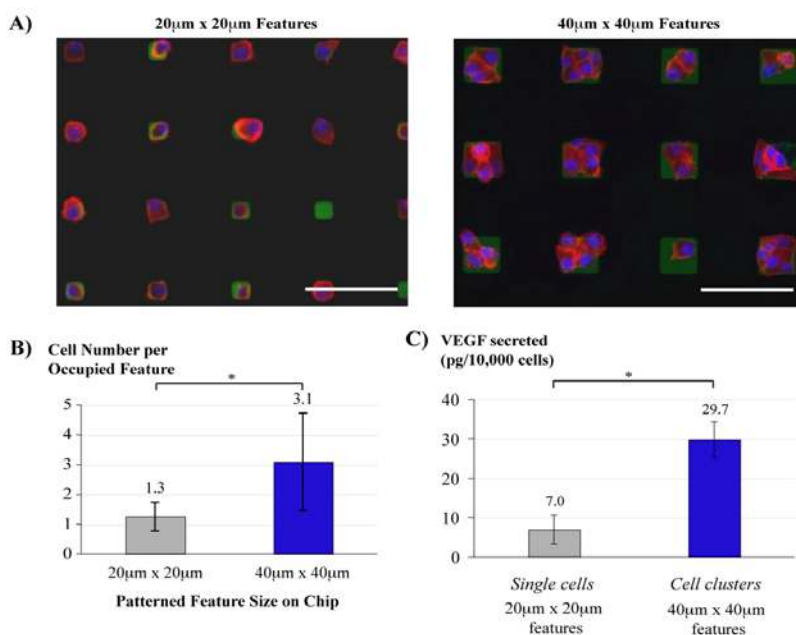 A)
20μm x 20μm Features
40μm x 40μm Features
B)
Cell Number per
Occupied Feature
*
3.1
1.3
5
4
3
2
1
0
20μm x 20μm
40μm x 40μm
Patterned Feature Size on Chip
C)
VEGF secreted
(pg/10,000 cells)
*
29.7
7.0
40
30
20
10
0
Single cells
Cell clusters
20μm x 20μm
features
40μm x 40μm
features